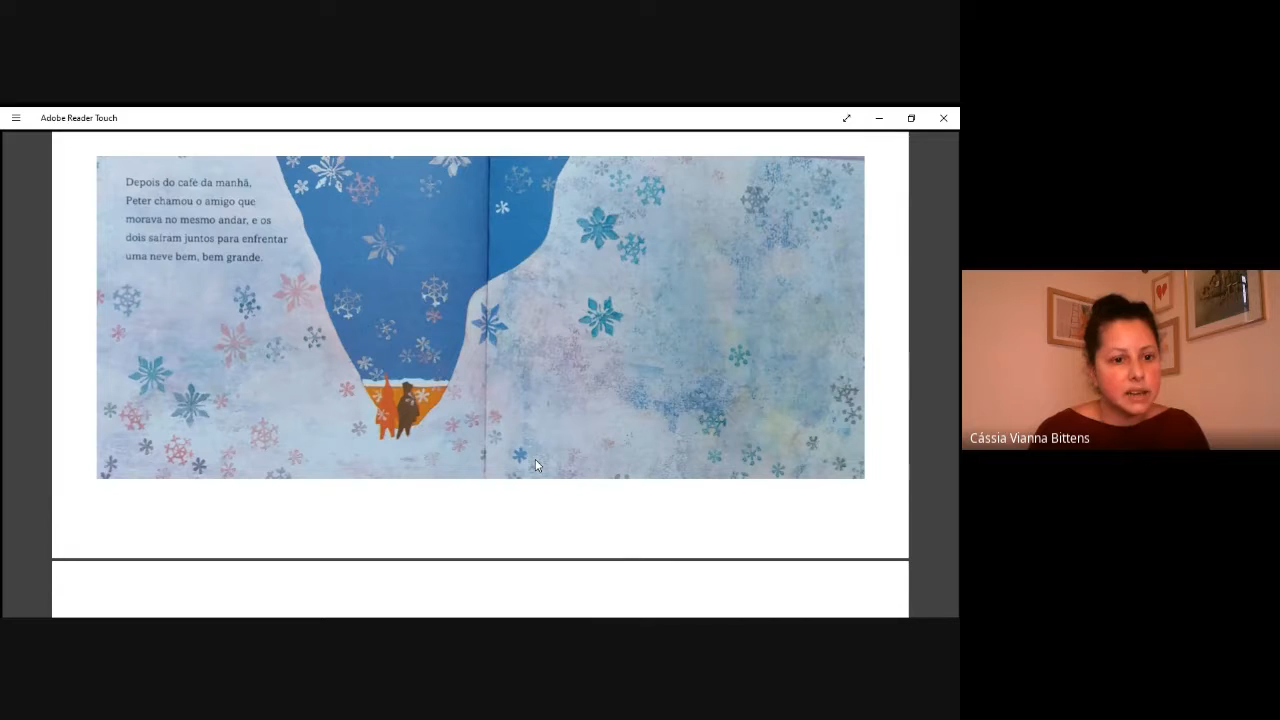 Adobe Reader Touch
Depois do café da manhã,
Peter chamou o amigo que
morava no mesmo andar, e os
dois saíram juntos para enfrentar
uma neve bem, bem grande.
Cássia Vianna Bittens